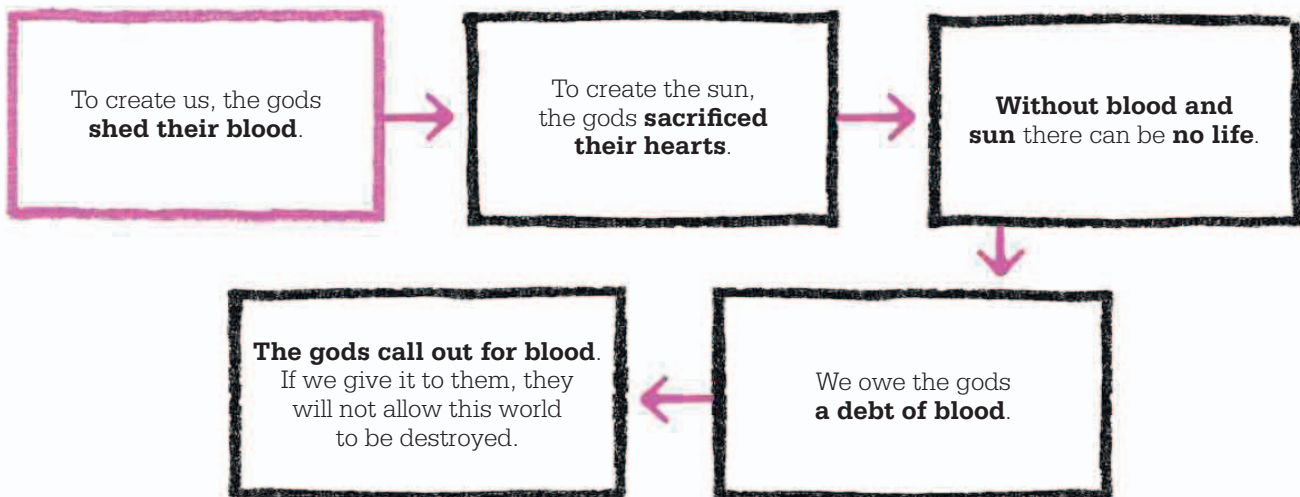 To create us, the gods
shed their blood.
To create the sun,
the gods sacrificed
their hearts.
Without blood and
sun there can be no life.
We owe the gods
a debt of blood.
The gods call out for blood.
If we give it to them, they
will not allow this world
to be destroyed.